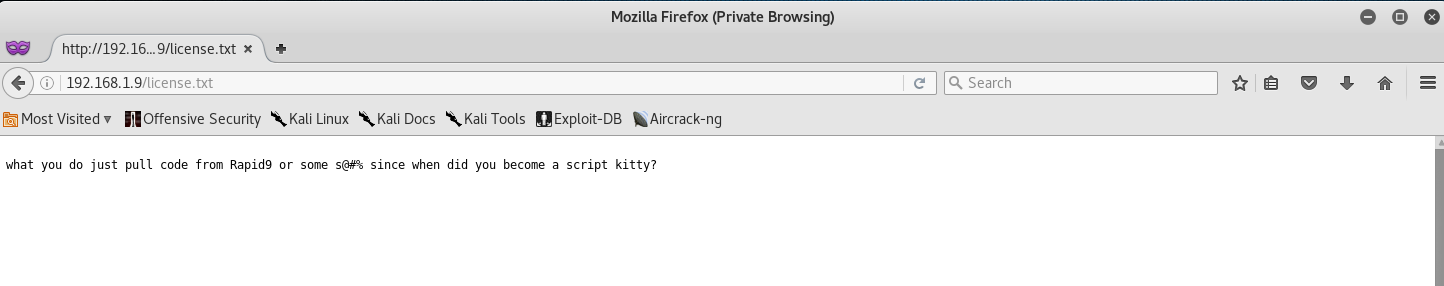 Mozilla Firefox (Private Browsing)
http://192.16...9/license.txt
192.168.1.9/license.txt
Search
Most Visited
Offensive Security
Kali Linux
Kali Docs
Kali Tools
Exploit-DB
Aircrack-ng
what you do just pull code from Rapid9 or some s@#% since when did you become a script kitty?